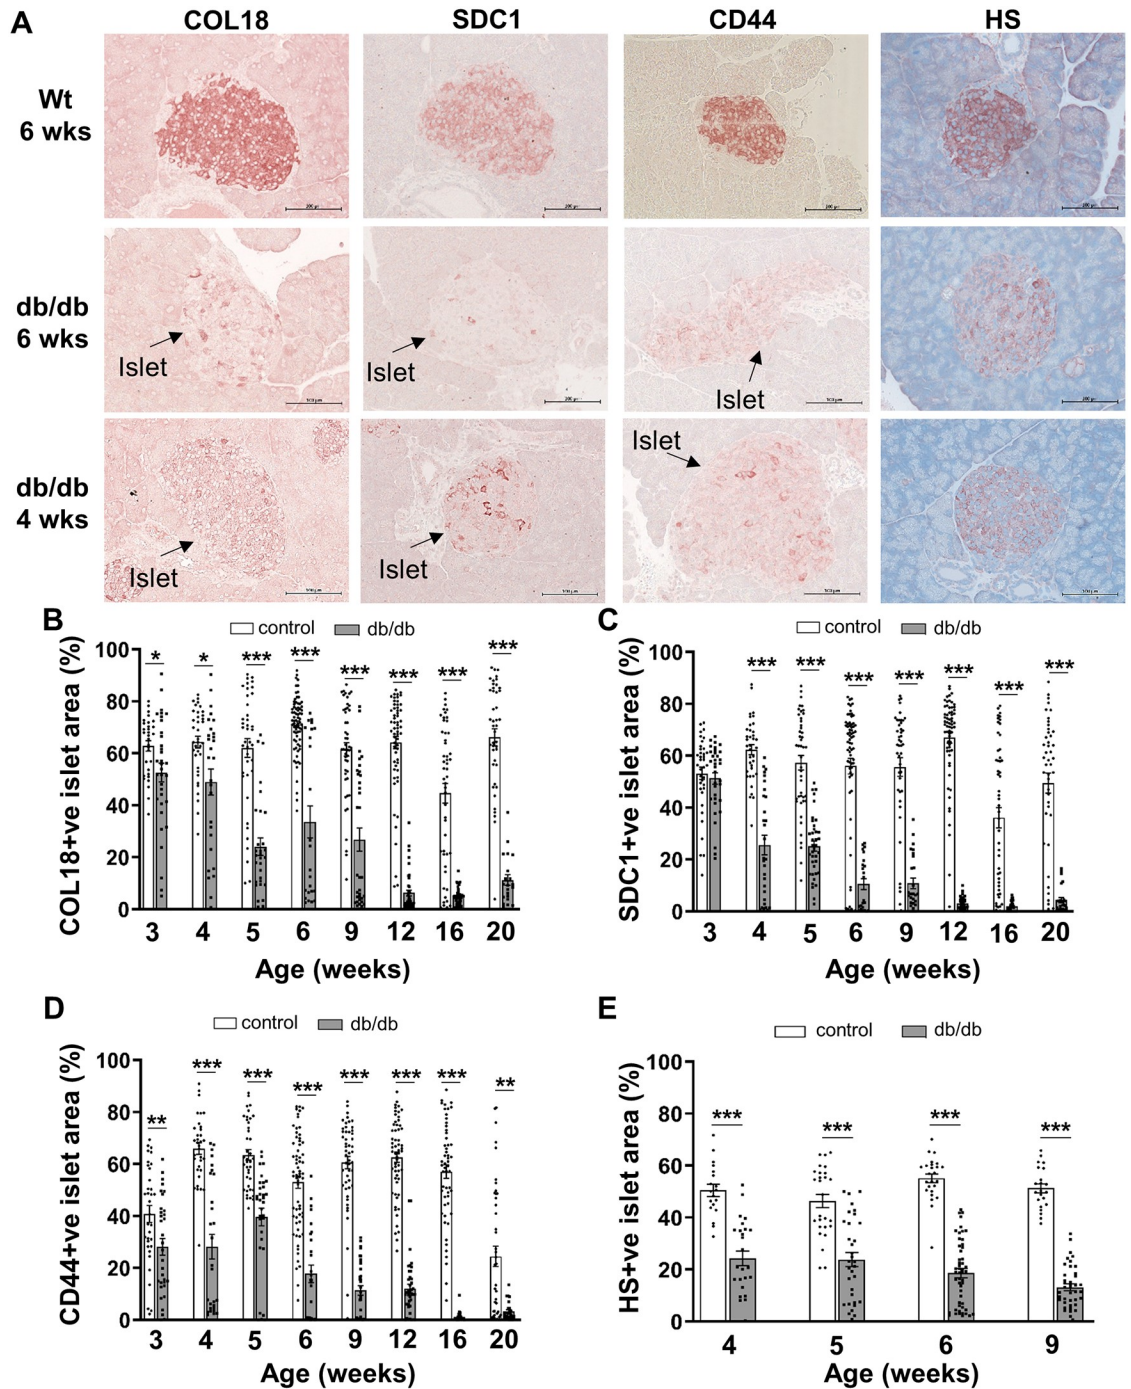 A
COL18
SDC1
CD44
HS
Wt
6 wks
db/db
6 wks
Islet
Islet
Islet
db/db
4 wks
Islet
Islet
Islet
B
control
db/db
COL18+ve islet area (%)
100
80
60
40
20
0
*
*
***
***
***
***
***
***
3
4
5
6
9
12
16
20
Age (weeks)
C
control
db/db
SDC1+ve islet area (%)
100
80
60
40
20
0
***
***
***
***
***
***
***
3
4
5
6
9
12
16
20
Age (weeks)
D
control
db/db
CD44+ve islet area (%)
100
80
60
40
20
0
**
***
***
***
***
***
***
**
3
4
5
6
9
12
16
20
Age (weeks)
E
control
db/db
HS+ve islet area (%)
100
80
60
40
20
0
***
***
***
***
4
5
6
9
Age (weeks)